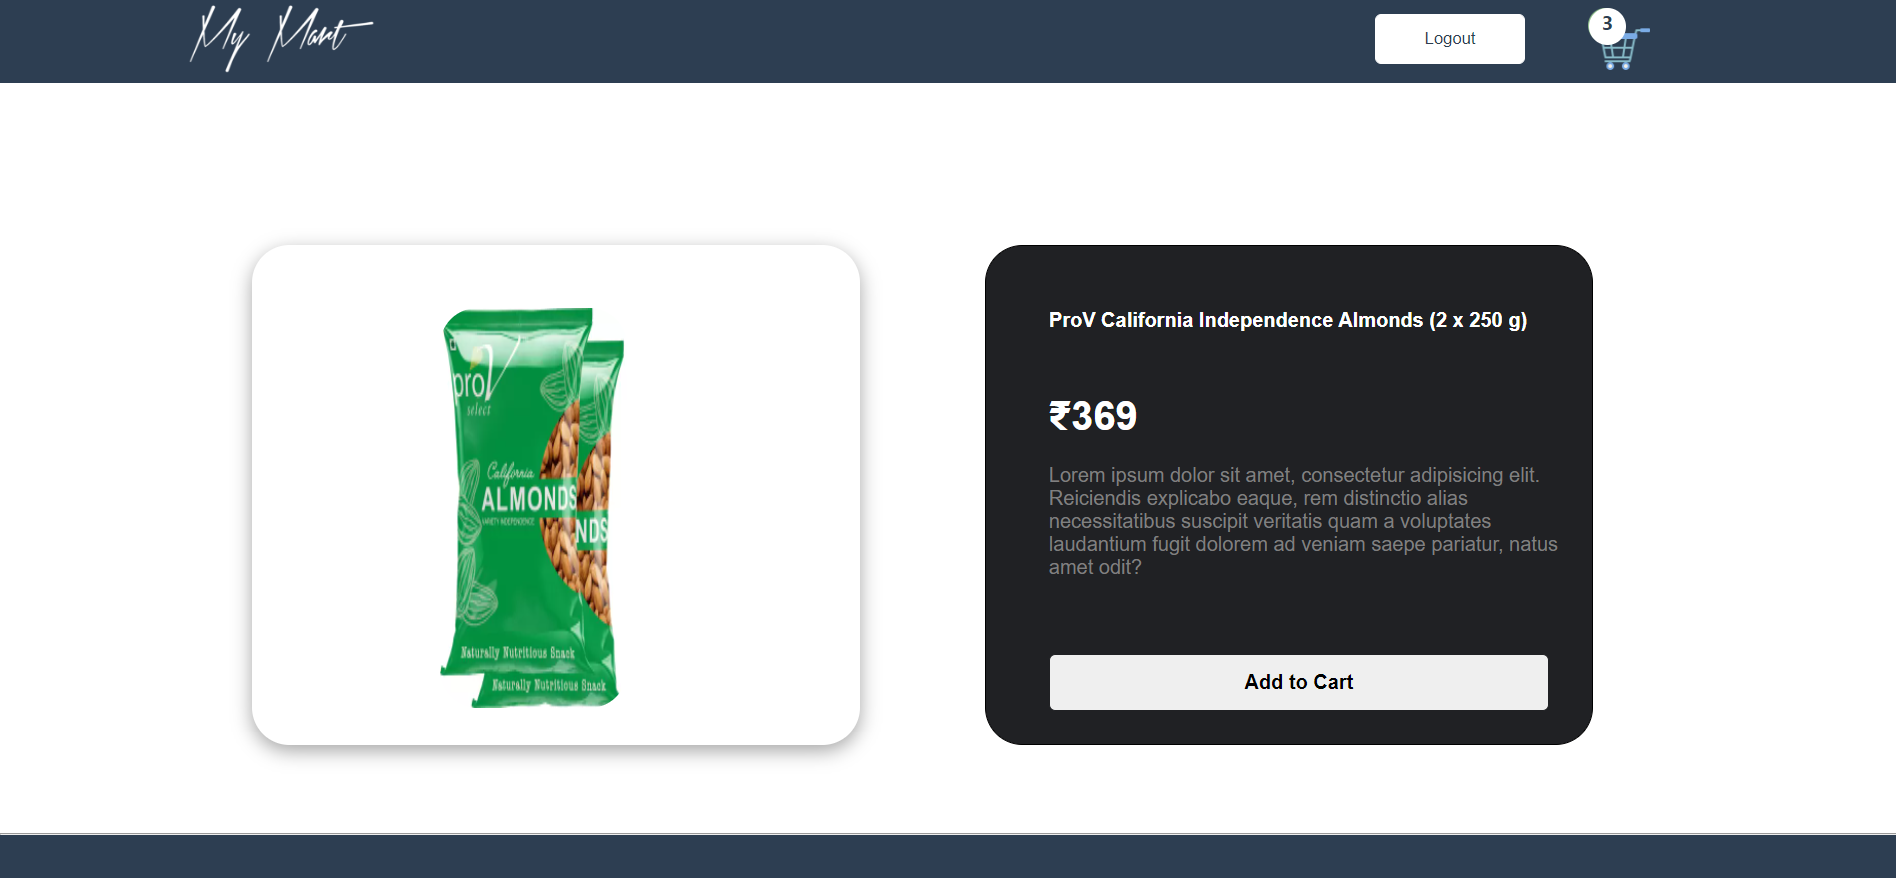 My Mart
Logout
3
proV
select
California
ALMONDS
VARIETY INDEPENDENCE
NDS
Naturally Nutritious Snack
Naturally Nutritious Snack
ProV California Independence Almonds (2 x 250 g)
₹369
Lorem ipsum dolor sit amet, consectetur adipisicing elit.
Reiciendis explicabo eaque, rem distinctio alias
necessitatibus suscipit veritatis quam a voluptates
laudantium fugit dolorem ad veniam saepe pariatur, natus
amet odit?
Add to Cart